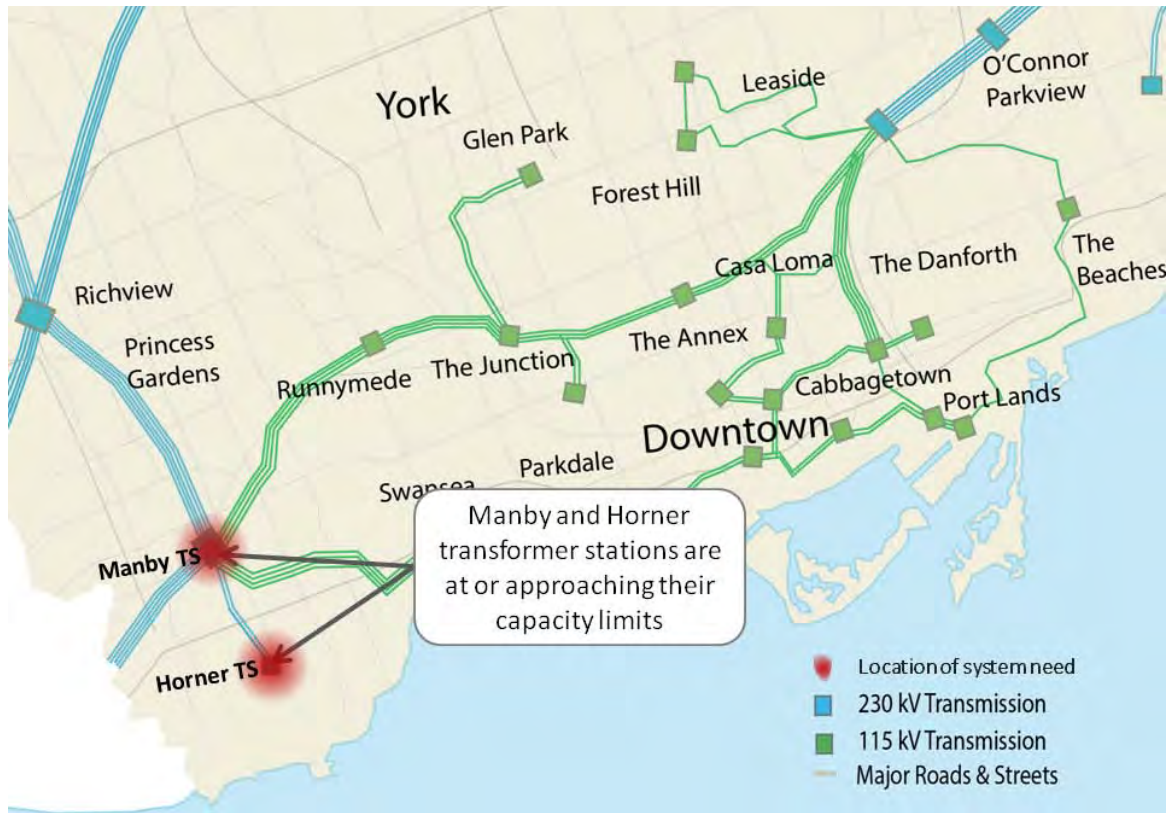 York
Leaside
O'Connor
Parkview
Glen Park
Forest Hill
Richview
Princess
Gardens
Casa Loma
The Danforth
The
Beaches
Runnymede
The Junction
The Annex
Cabbagetown
Port Lands
Downtown
Parkdale
Swansea
Manby TS
Horner TS
Manby and Horner
transformer stations are
at or approaching their
capacity limits
Location of system need
230 kV Transmission
115 kV Transmission
Major Roads & Streets